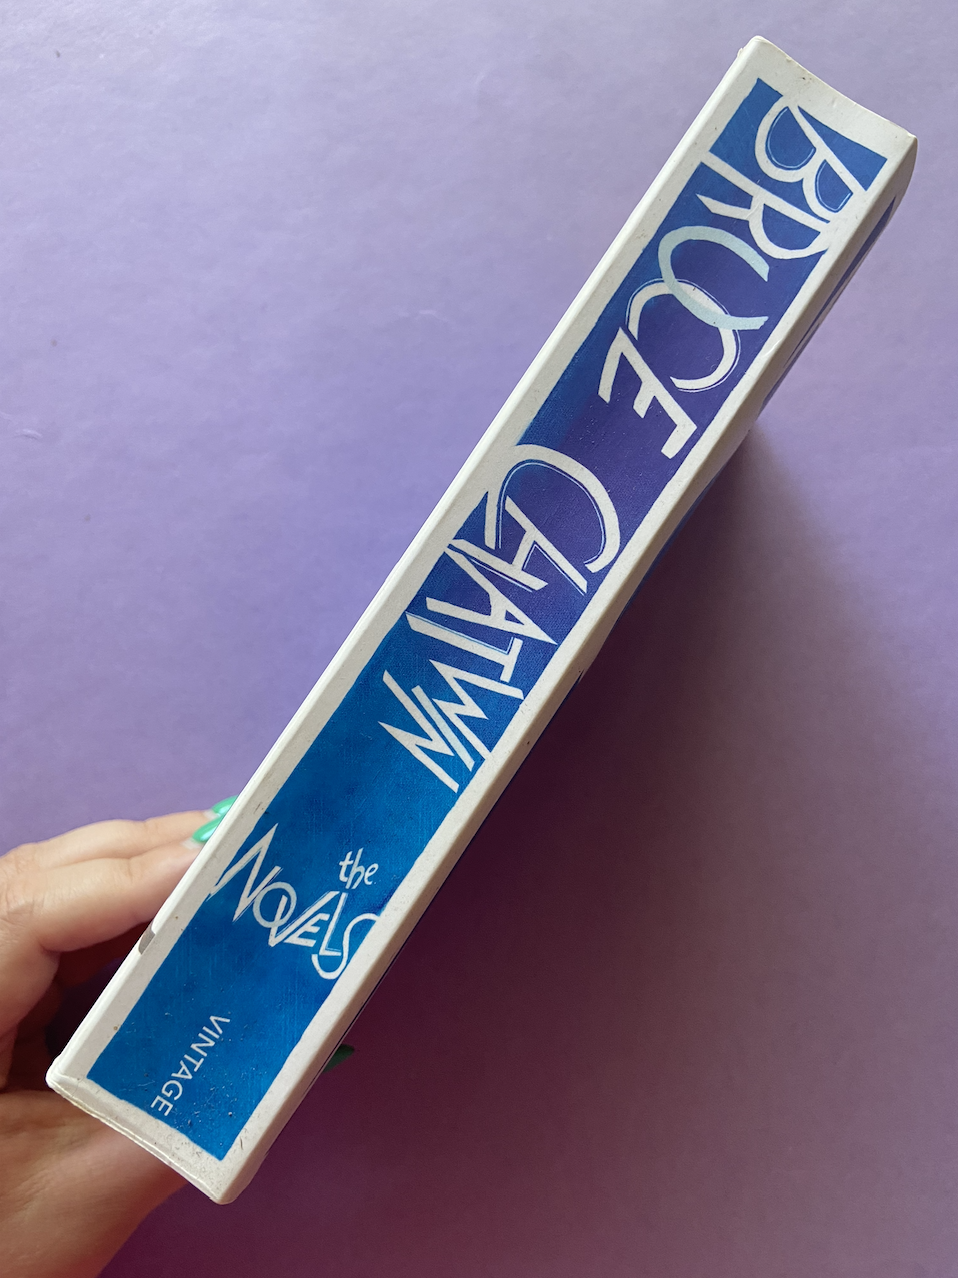 BRUCE CHATWIN
the
NOVELS
VINTAGE